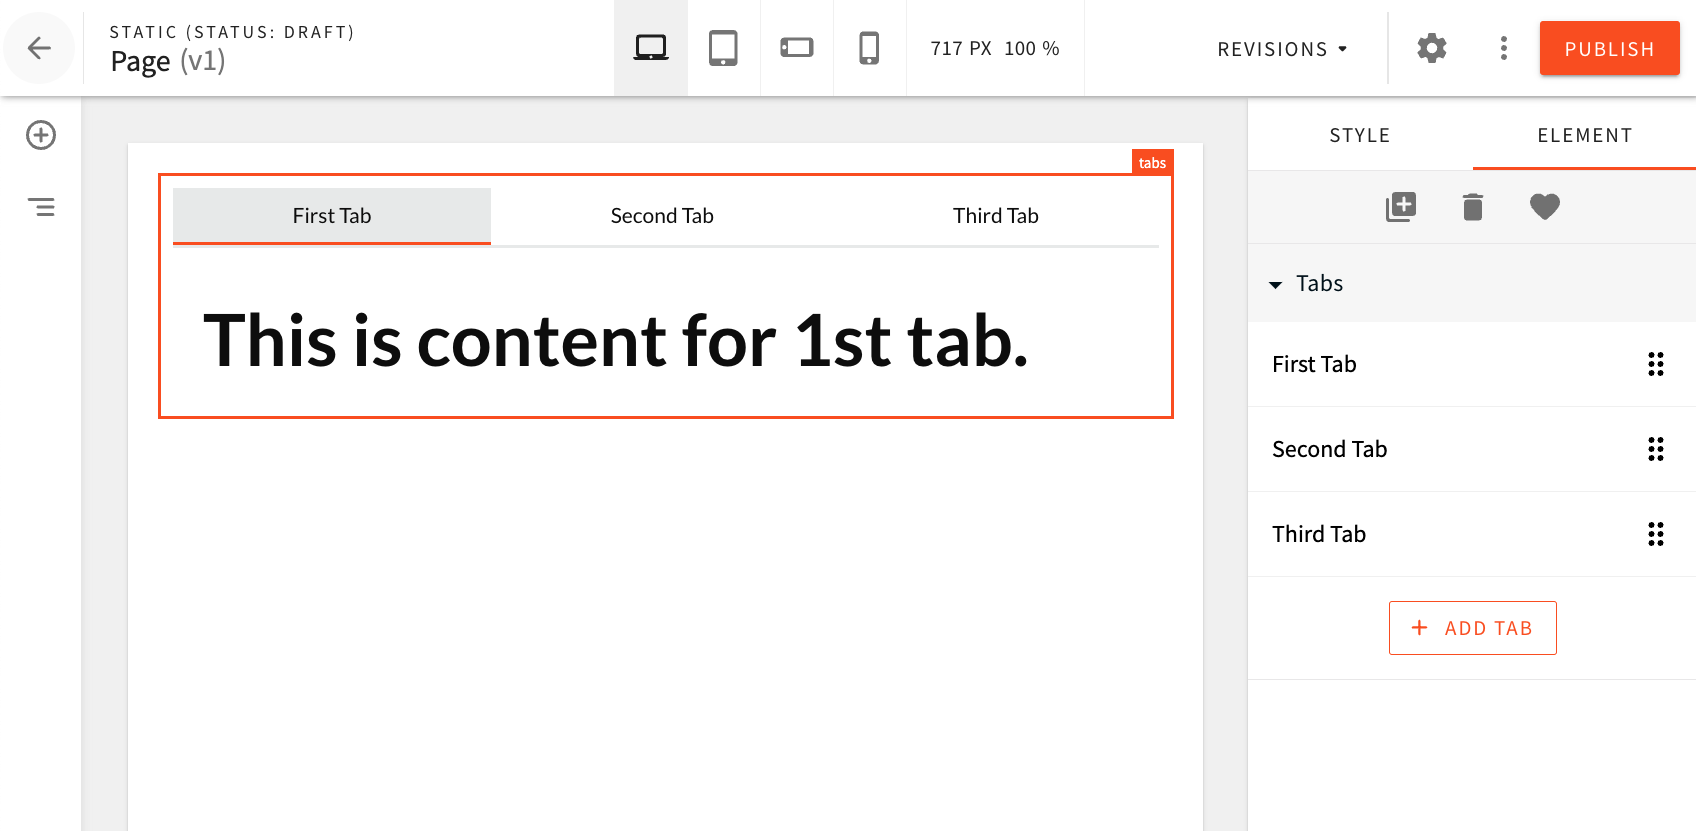 STATIC (STATUS: DRAFT)
Page (v1)
717 PX 100 %
REVISIONS
PUBLISH
STYLE ELEMENT
tabs
First Tab Second Tab Third Tab
This is content for 1st tab.
Tabs
First Tab
Second Tab
Third Tab
+ ADD TAB